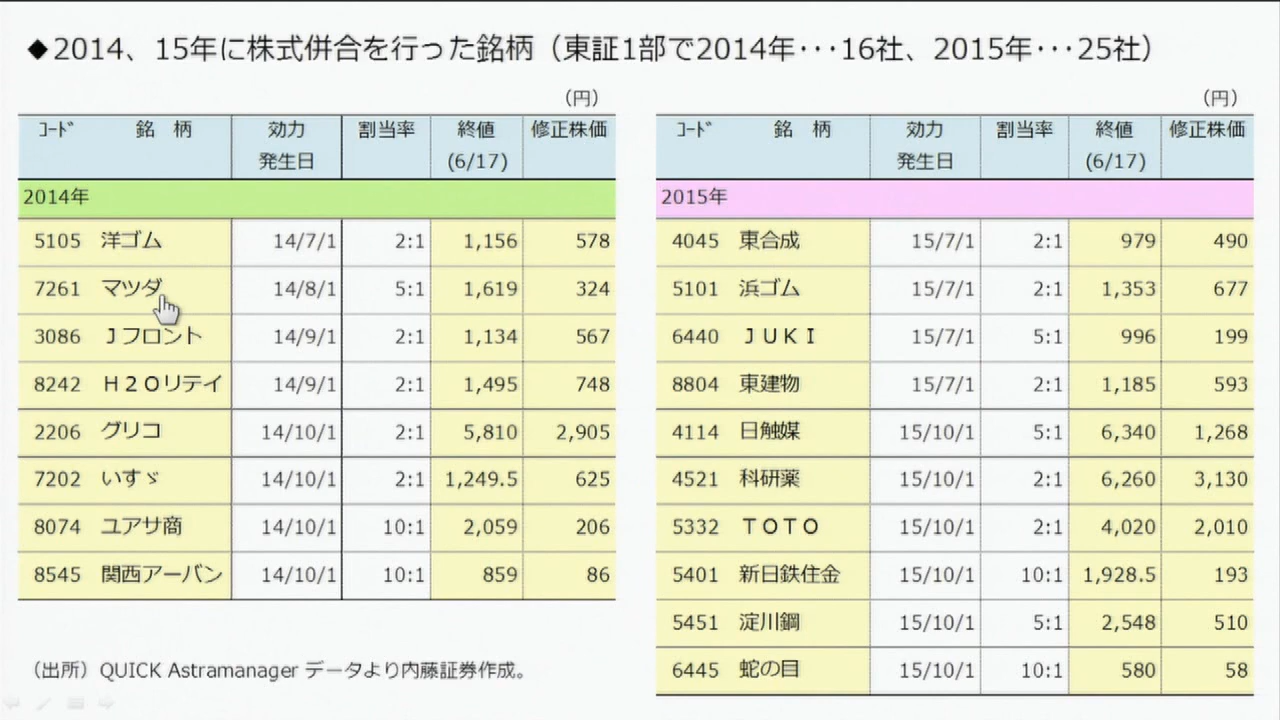 ◆2014、15年に株式併合を行った銘柄（東証1部で2014年･･･16社、2015年･･･25社）
（円）
ｺｰﾄﾞ 銘　柄 効力発生日 割当率 終値(6/17) 修正株価
2014年
5105 洋ゴム 14/7/1 2:1 1,156 578
7261 マツダ 14/8/1 5:1 1,619 324
3086 Ｊフロント 14/9/1 2:1 1,134 567
8242 Ｈ２Ｏリテイ 14/9/1 2:1 1,495 748
2206 グリコ 14/10/1 2:1 5,810 2,905
7202 いすゞ 14/10/1 2:1 1,249.5 625
8074 ユアサ商 14/10/1 10:1 2,059 206
8545 関西アーバン 14/10/1 10:1 859 86
（出所）QUICK Astramanager データより内藤証券作成。
（円）
ｺｰﾄﾞ 銘　柄 効力発生日 割当率 終値(6/17) 修正株価
2015年
4045 東合成 15/7/1 2:1 979 490
5101 浜ゴム 15/7/1 2:1 1,353 677
6440 ＪＵＫＩ 15/7/1 5:1 996 199
8804 東建物 15/7/1 2:1 1,185 593
4114 日触媒 15/10/1 5:1 6,340 1,268
4521 科研薬 15/10/1 2:1 6,260 3,130
5332 ＴＯＴＯ 15/10/1 2:1 4,020 2,010
5401 新日鉄住金 15/10/1 10:1 1,928.5 193
5451 淀川鋼 15/10/1 5:1 2,548 510
6445 蛇の目 15/10/1 10:1 580 58